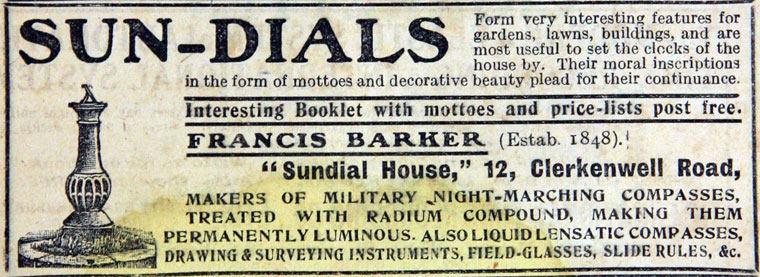 SUN-DIALS
Form very interesting features for
gardens, lawns, buildings, and are
most useful to set the clocks of the
house by. Their moral inscriptions
in the form of mottoes and decorative beauty plead for their continuance.
Interesting Booklet with mottoes and price-lists post free.
FRANCIS BARKER (Estab. 1848).
"Sundial House," 12, Clerkenwell Road,
MAKERS OF MILITARY NIGHT-MARCHING COMPASSES,
TREATED WITH RADIUM COMPOUND, MAKING THEM
PERMANENTLY LUMINOUS. ALSO LIQUID LENSATIC COMPASSES,
DRAWING & SURVEYING INSTRUMENTS, FIELD-GLASSES, SLIDE RULES, &c.